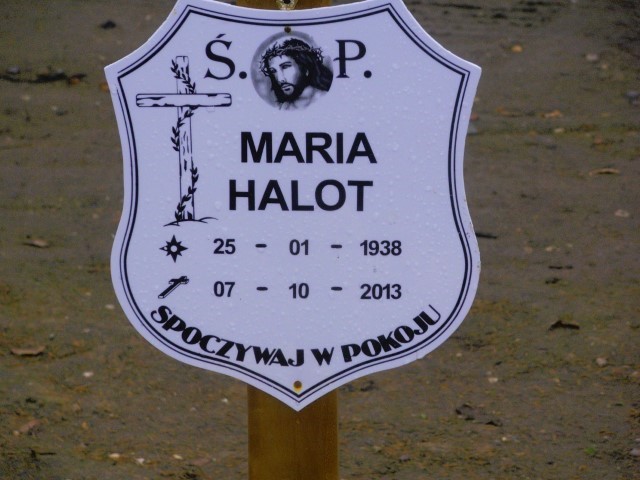 Ś. P.
MARIA
HALOT
25 - 01 - 1938
07 - 10 - 2013
SPOCZYWAJ W POKOJU